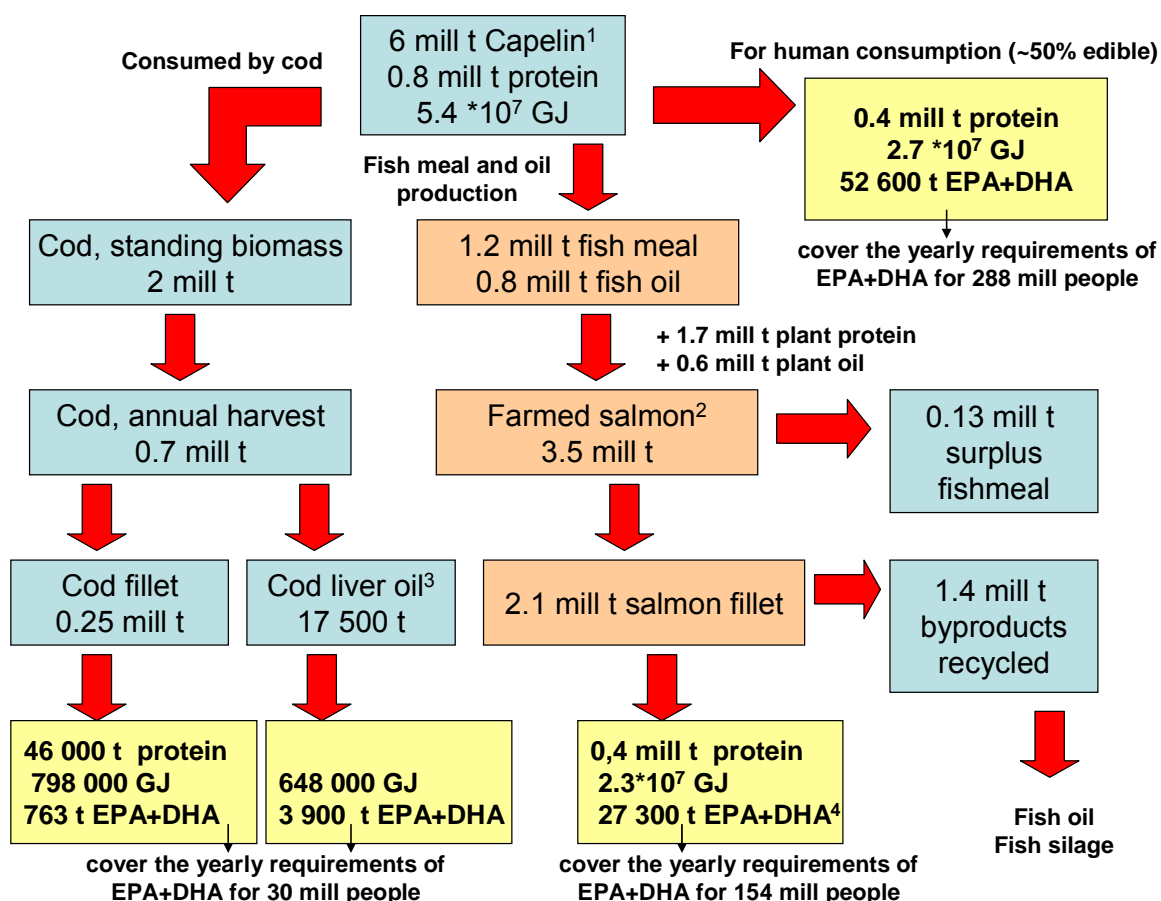 6 mill t Capelin¹
0.8 mill t protein
5.4 *10⁷ GJ
Consumed by cod
For human consumption (~50% edible)
0.4 mill t protein
2.7 *10⁷ GJ
52 600 t EPA+DHA
cover the yearly requirements of
EPA+DHA for 288 mill people
Fish meal and oil
production
Cod, standing biomass
2 mill t
1.2 mill t fish meal
0.8 mill t fish oil
+ 1.7 mill t plant protein
+ 0.6 mill t plant oil
Cod, annual harvest
0.7 mill t
Farmed salmon²
3.5 mill t
0.13 mill t
surplus
fishmeal
Cod fillet
0.25 mill t
Cod liver oil³
17 500 t
2.1 mill t salmon fillet
1.4 mill t
byproducts
recycled
46 000 t protein
798 000 GJ
763 t EPA+DHA
648 000 GJ
3 900 t EPA+DHA
cover the yearly requirements of
EPA+DHA for 30 mill people
0,4 mill t protein
2.3*10⁷ GJ
27 300 t EPA+DHA⁴
cover the yearly requirements of
EPA+DHA for 154 mill people
Fish oil
Fish silage